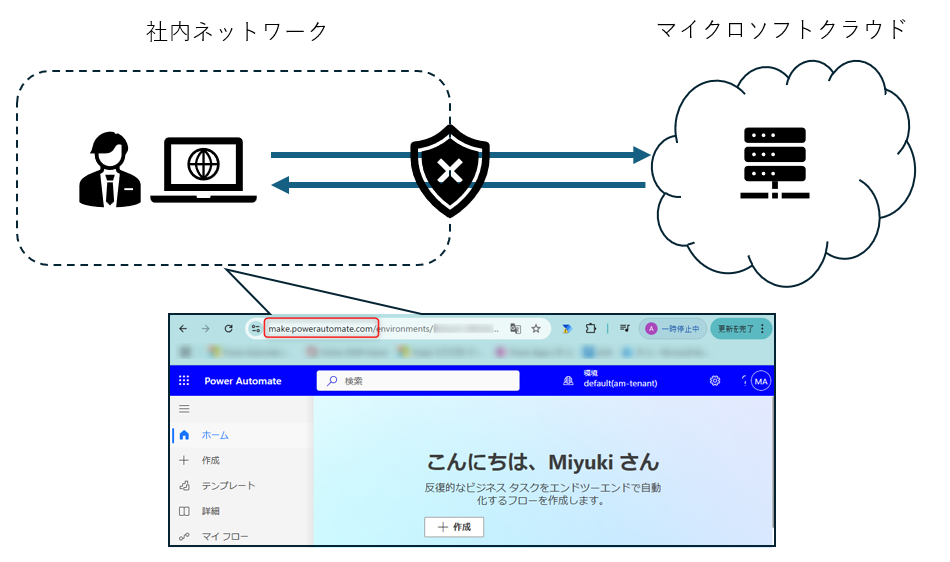 社内ネットワーク
マイクロソフトクラウド
make.powerautomate.com/environments/
A 一時停止中
更新を完了
Power Automate
検索
環境
default(am-tenant)
MA
ホーム
作成
テンプレート
詳細
マイ フロー
こんにちは、Miyuki さん
反復的なビジネス タスクをエンドツーエンドで自動
化するフローを作成します。
作成